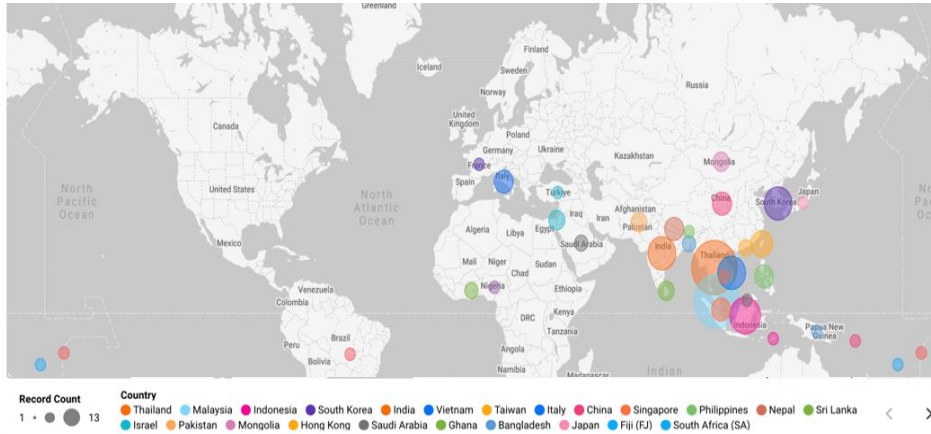 Greenland
Iceland
Finland
Sweden
Norway
Russia
Canada
United
Kingdom
Poland
Germany
Ukraine
Kazakhstan
Mongolia
France
Italy
Spain
Türkiye
China
South Korea
Japan
United States
North
Pacific
Ocean
North
Atlantic
Ocean
Afghanistan
Iraq
Iran
Pakistan
Algeria
Libya
Egypt
Saudi Arabia
India
Thailand
Mexico
Mali
Niger
Chad
Sudan
Nigeria
Ethiopia
Venezuela
Colombia
Kenya
DRC
Tanzania
Indonesia
Papua New
Guinea
Peru
Brazil
Bolivia
Angola
Namibia
Madagascar
Indian
Record Count
1 13
Country
Thailand Malaysia Indonesia South Korea India Vietnam Taiwan Italy China Singapore Philippines Nepal Sri Lanka
Israel Pakistan Mongolia Hong Kong Saudi Arabia Ghana Bangladesh Japan Fiji (FJ) South Africa (SA)